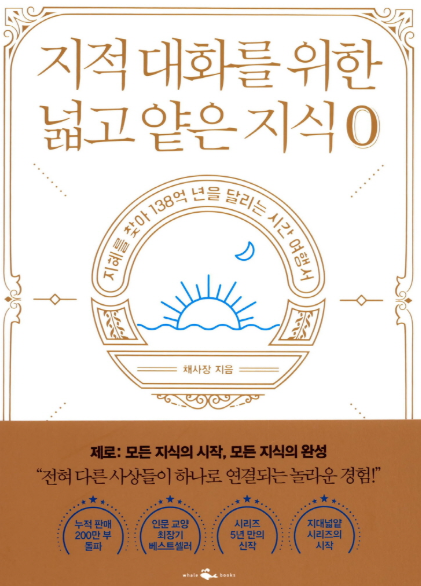 지적 대화를 위한
넓고 얕은 지식 0
지혜를 찾아 138억 년을 달리는 시간 여행서
채사장 지음
제로: 모든 지식의 시작, 모든 지식의 완성
“전혀 다른 사상들이 하나로 연결되는 놀라운 경험!”
누적 판매
200만 부
돌파
인문 교양
최장기
베스트셀러
시리즈
5년 만의
신작
지대넓얕
시리즈의
시작
whale books